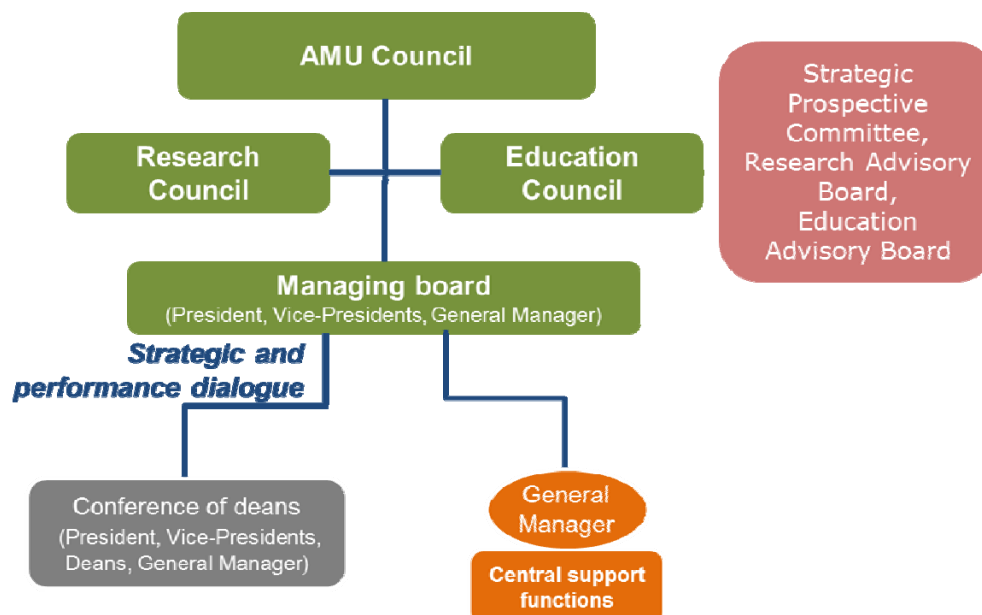 AMU Council
Strategic
Prospective
Committee,
Research Advisory
Board,
Education
Advisory Board
Research
Council
Education
Council
Managing board
(President, Vice-Presidents, General Manager)
Strategic and
performance dialogue
Conference of deans
(President, Vice-Presidents,
Deans, General Manager)
General
Manager
Central support
functions